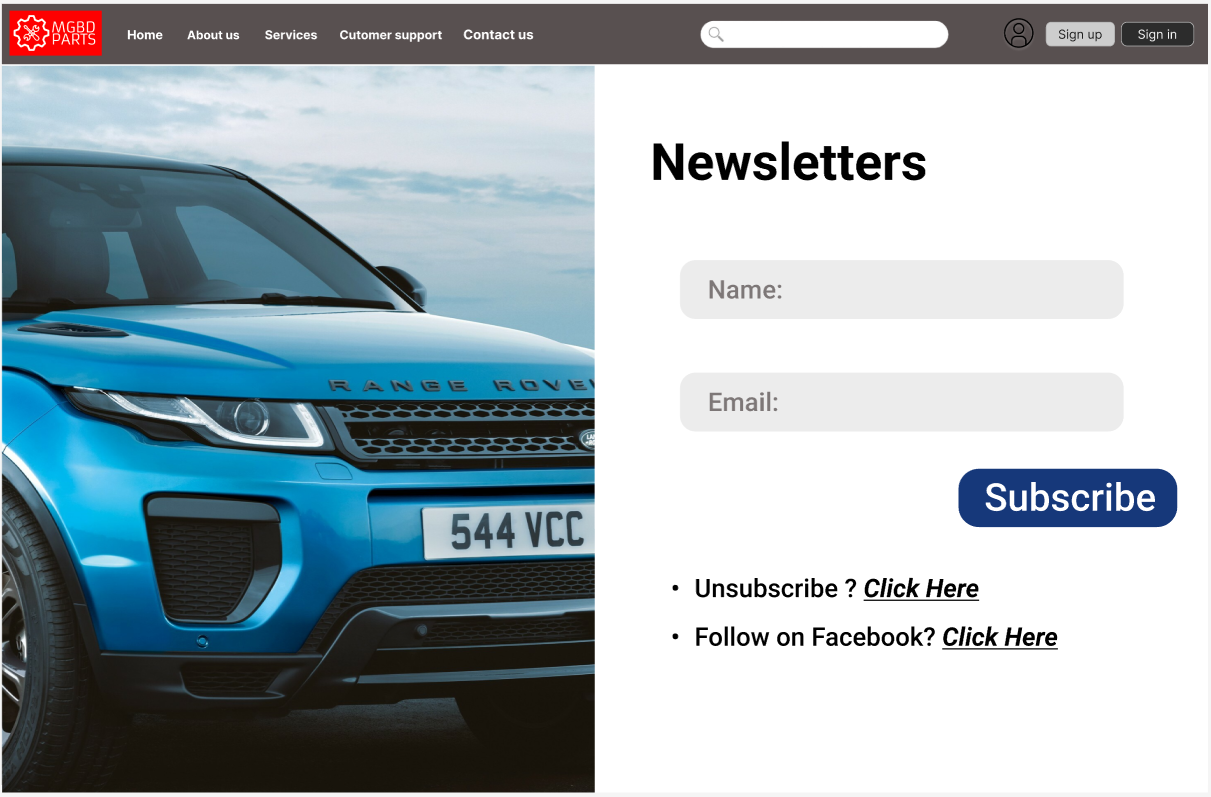 MGBD
PARTS
Home
About us
Services
Cutomer support
Contact us
Sign up
Sign in
Newsletters
Name:
Email:
Subscribe
• Unsubscribe ? Click Here
• Follow on Facebook? Click Here
RANGE ROVE
544 VCC